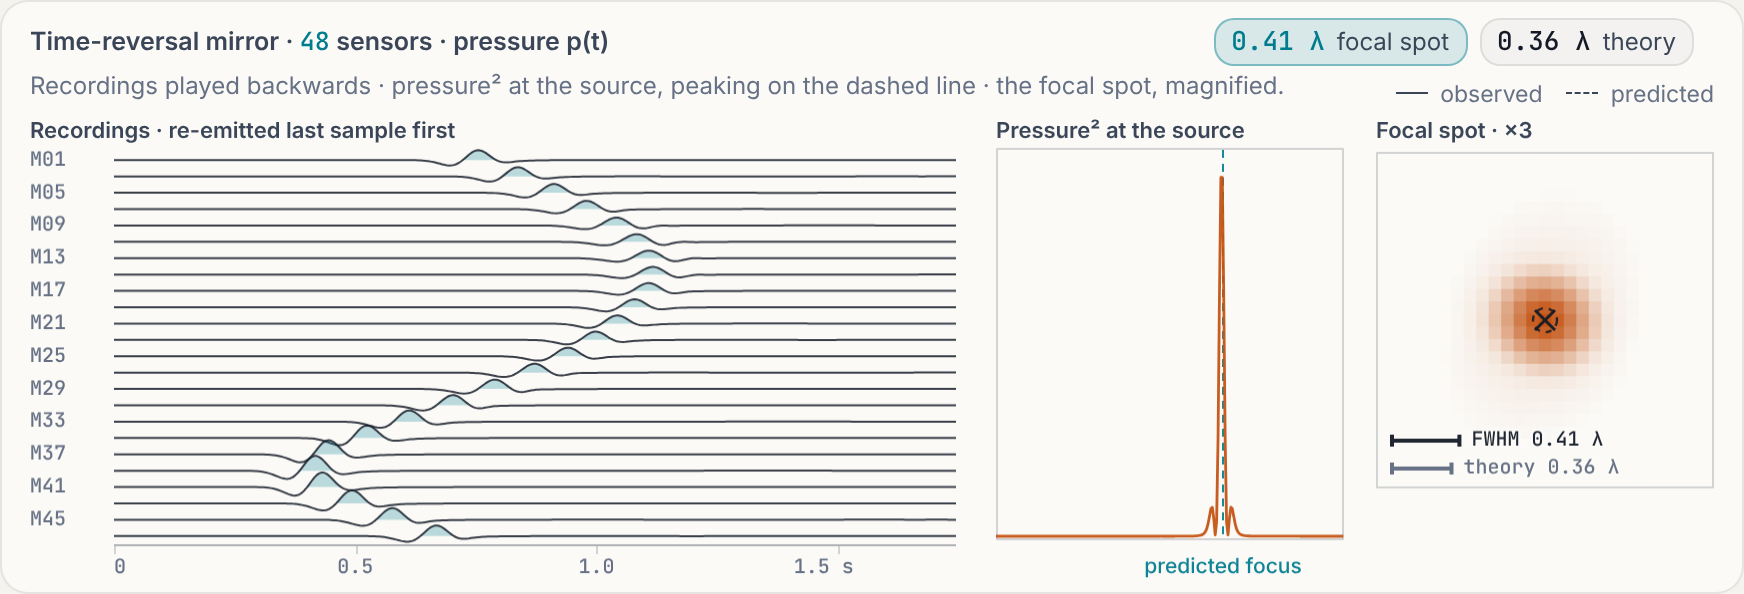 Time-reversal mirror · 48 sensors · pressure p(t)
0.41 λ focal spot
0.36 λ theory
Recordings played backwards · pressure² at the source, peaking on the dashed line · the focal spot, magnified.
observed
predicted
Recordings · re-emitted last sample first
Pressure² at the source
Focal spot · ×3
M01
M05
M09
M13
M17
M21
M25
M29
M33
M37
M41
M45
FWHM 0.41 λ
theory 0.36 λ
0 0.5 1.0 1.5 s
predicted focus